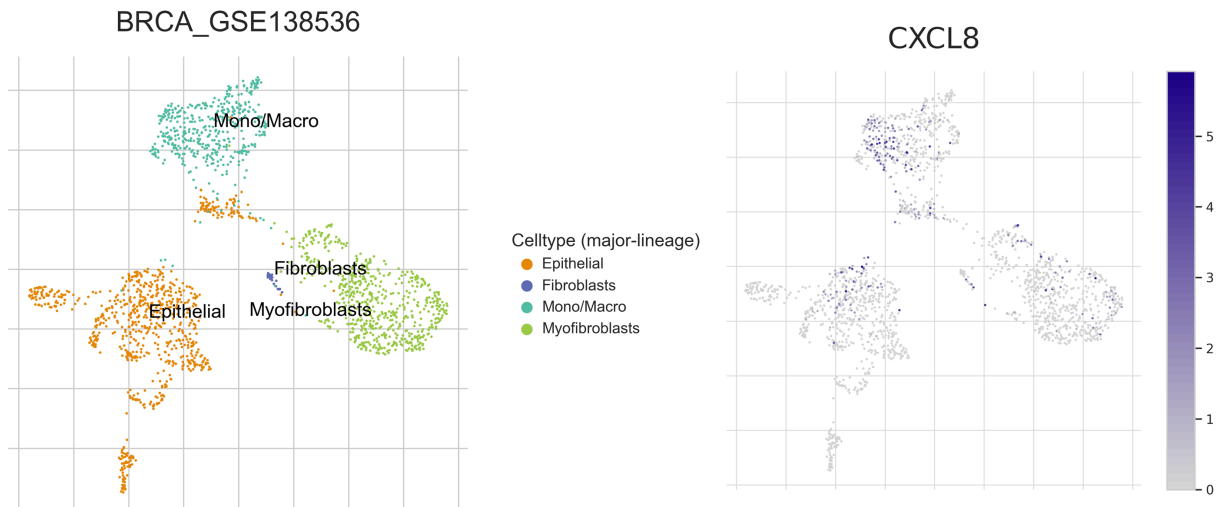 BRCA_GSE138536
CXCL8
Mono/Macro
Fibroblasts
Epithelial
Myofibroblasts
Celltype (major-lineage)
Epithelial
Fibroblasts
Mono/Macro
Myofibroblasts
5
4
3
2
1
0